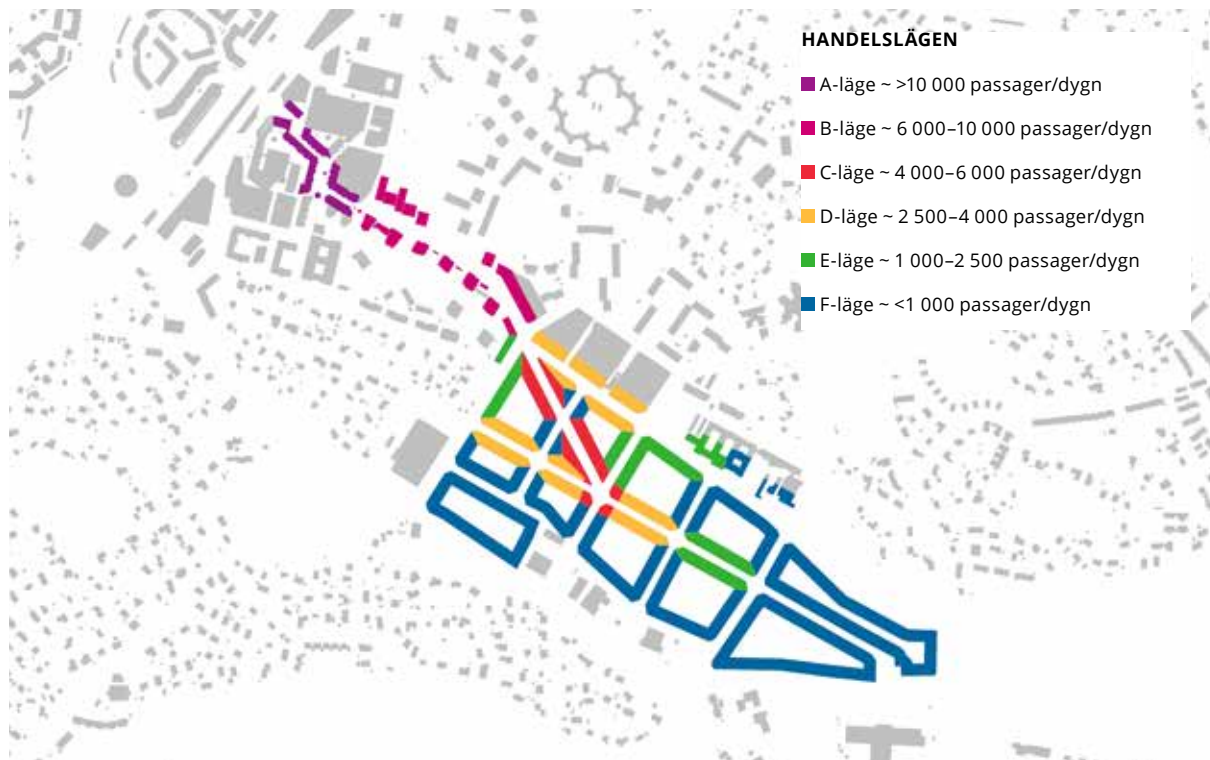 HANDELSLÄGEN
A-läge ~ >10 000 passager/dygn
B-läge ~ 6 000–10 000 passager/dygn
C-läge ~ 4 000–6 000 passager/dygn
D-läge ~ 2 500–4 000 passager/dygn
E-läge ~ 1 000–2 500 passager/dygn
F-läge ~ <1 000 passager/dygn